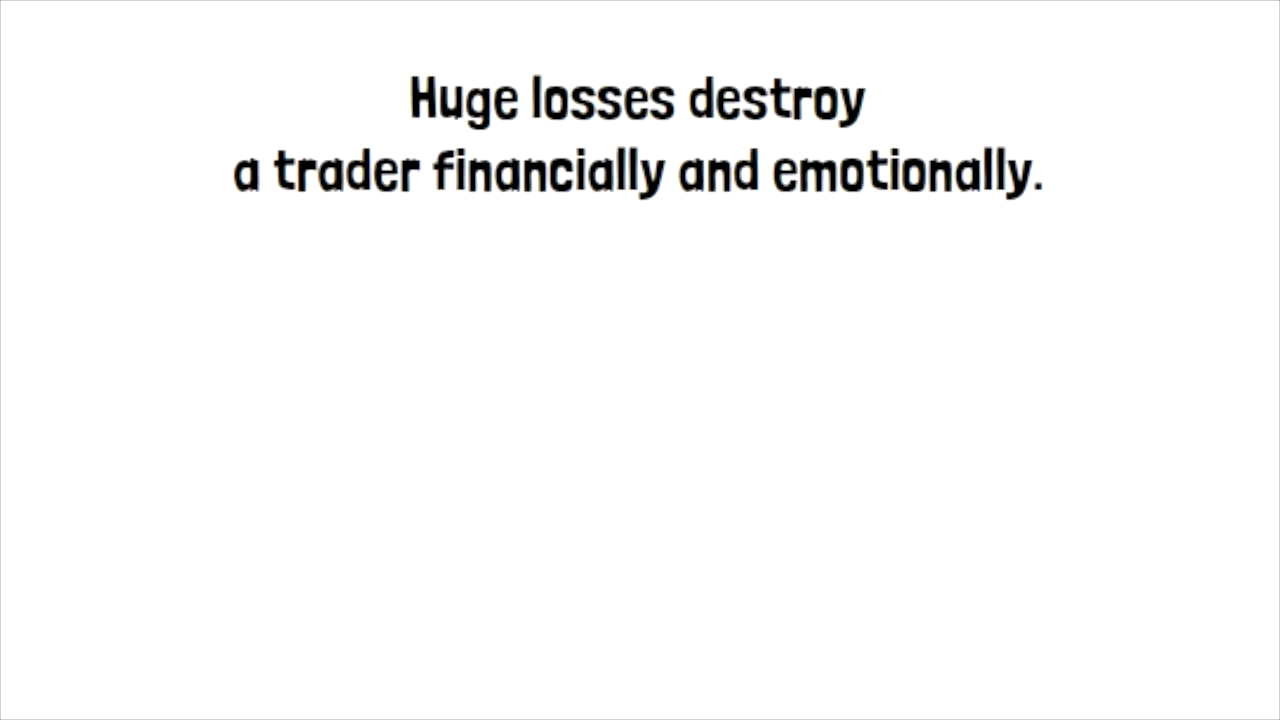 Huge losses destroy
a trader financially and emotionally.